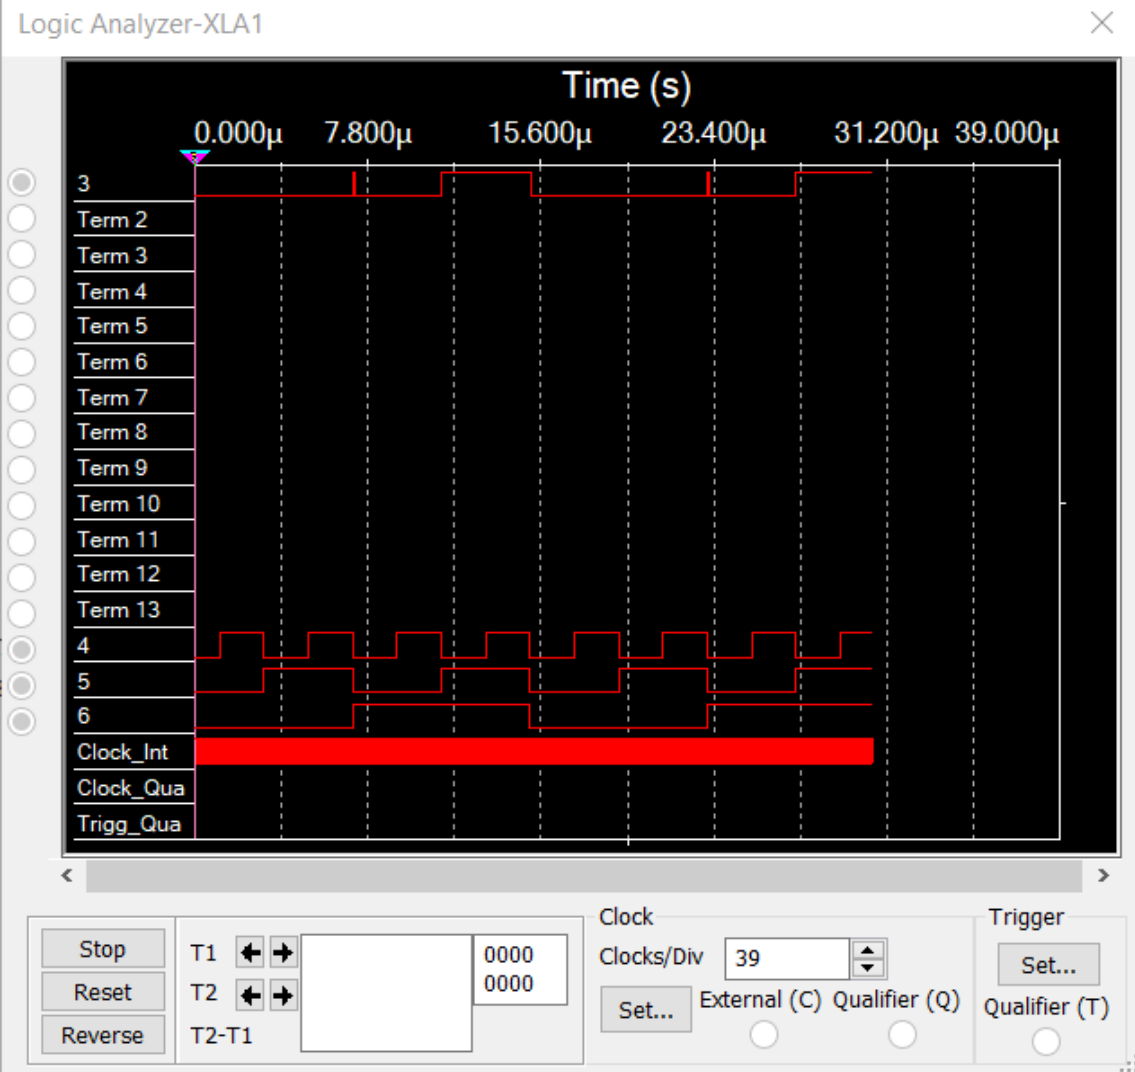 Logic Analyzer-XLA1
Time (s)
0.000µ 7.800µ 15.600µ 23.400µ 31.200µ 39.000µ
3
Term 2
Term 3
Term 4
Term 5
Term 6
Term 7
Term 8
Term 9
Term 10
Term 11
Term 12
Term 13
4
5
6
Clock_Int
Clock_Qua
Trigg_Qua
Stop
Reset
Reverse
T1
T2
T2-T1
0000
0000
Clock
Clocks/Div 39
Set... External (C) Qualifier (Q)
Trigger
Set...
Qualifier (T)